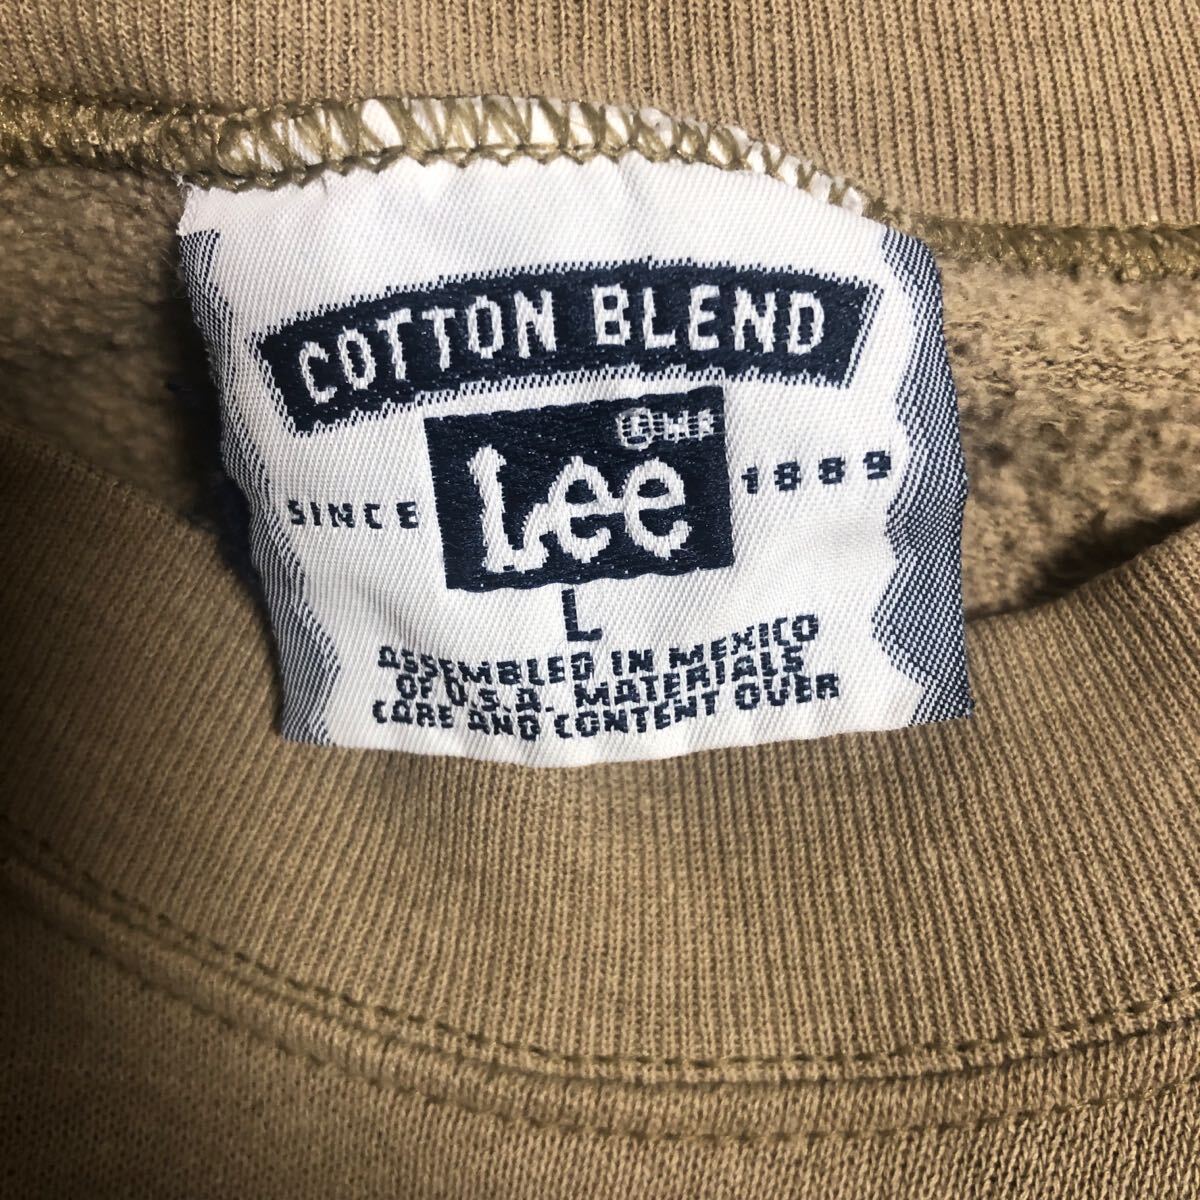 COTTON BLEND
SINCE Lee 1889
L
ASSEMBLED IN MEXICO
OF U.S.A. MATERIALS
CARE AND CONTENT OVER